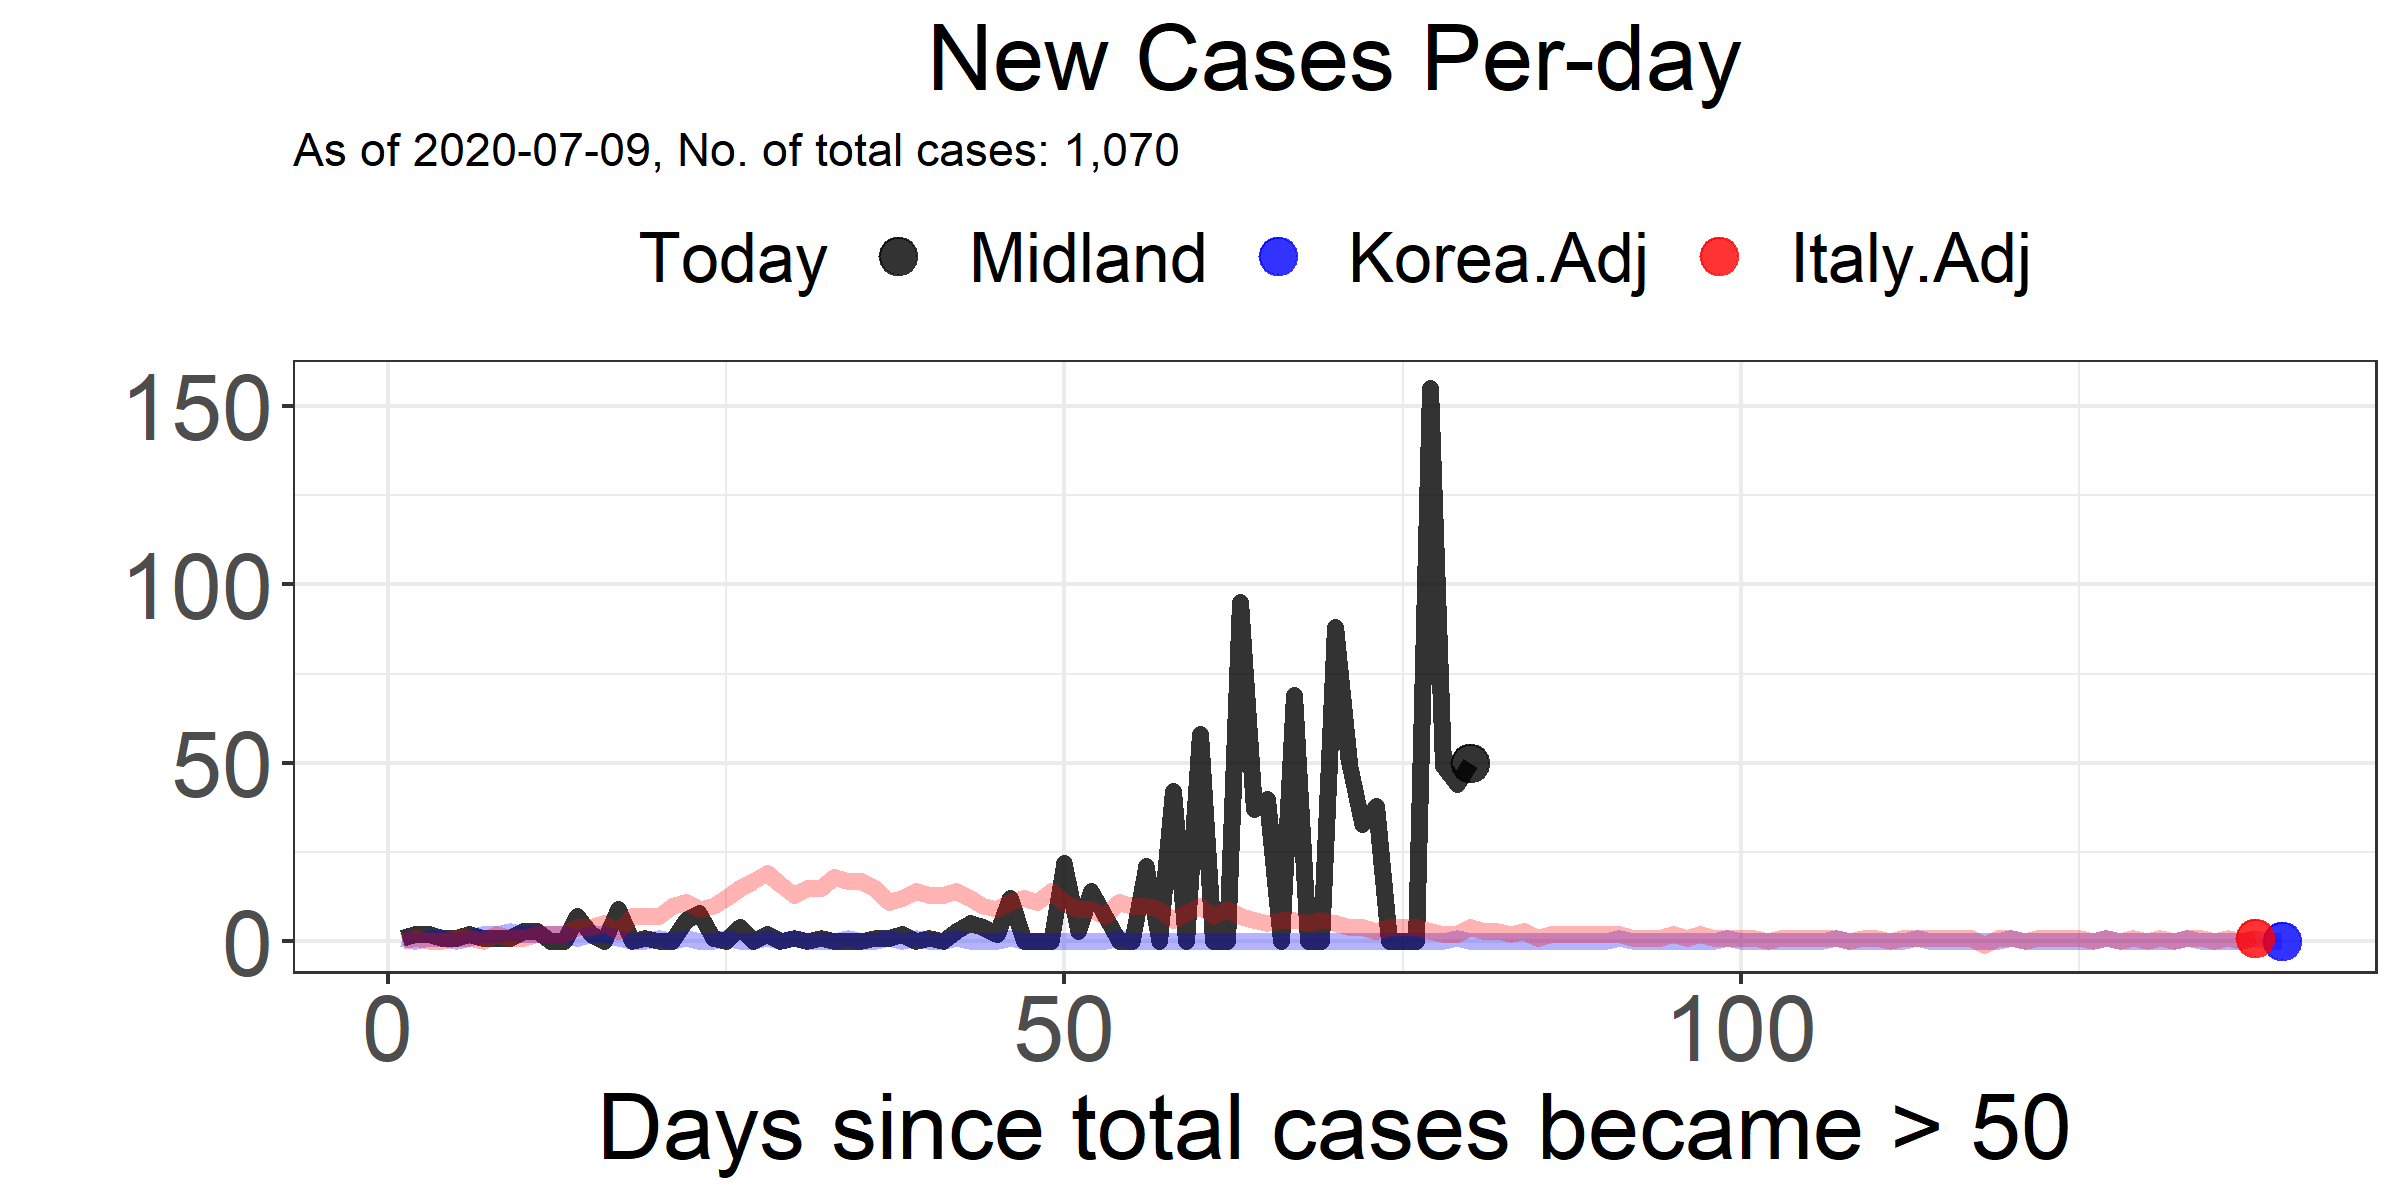 New Cases Per-day
As of 2020-07-09, No. of total cases: 1,070
Today Midland Korea.Adj Italy.Adj
150
100
50
0
0 50 100
Days since total cases became > 50